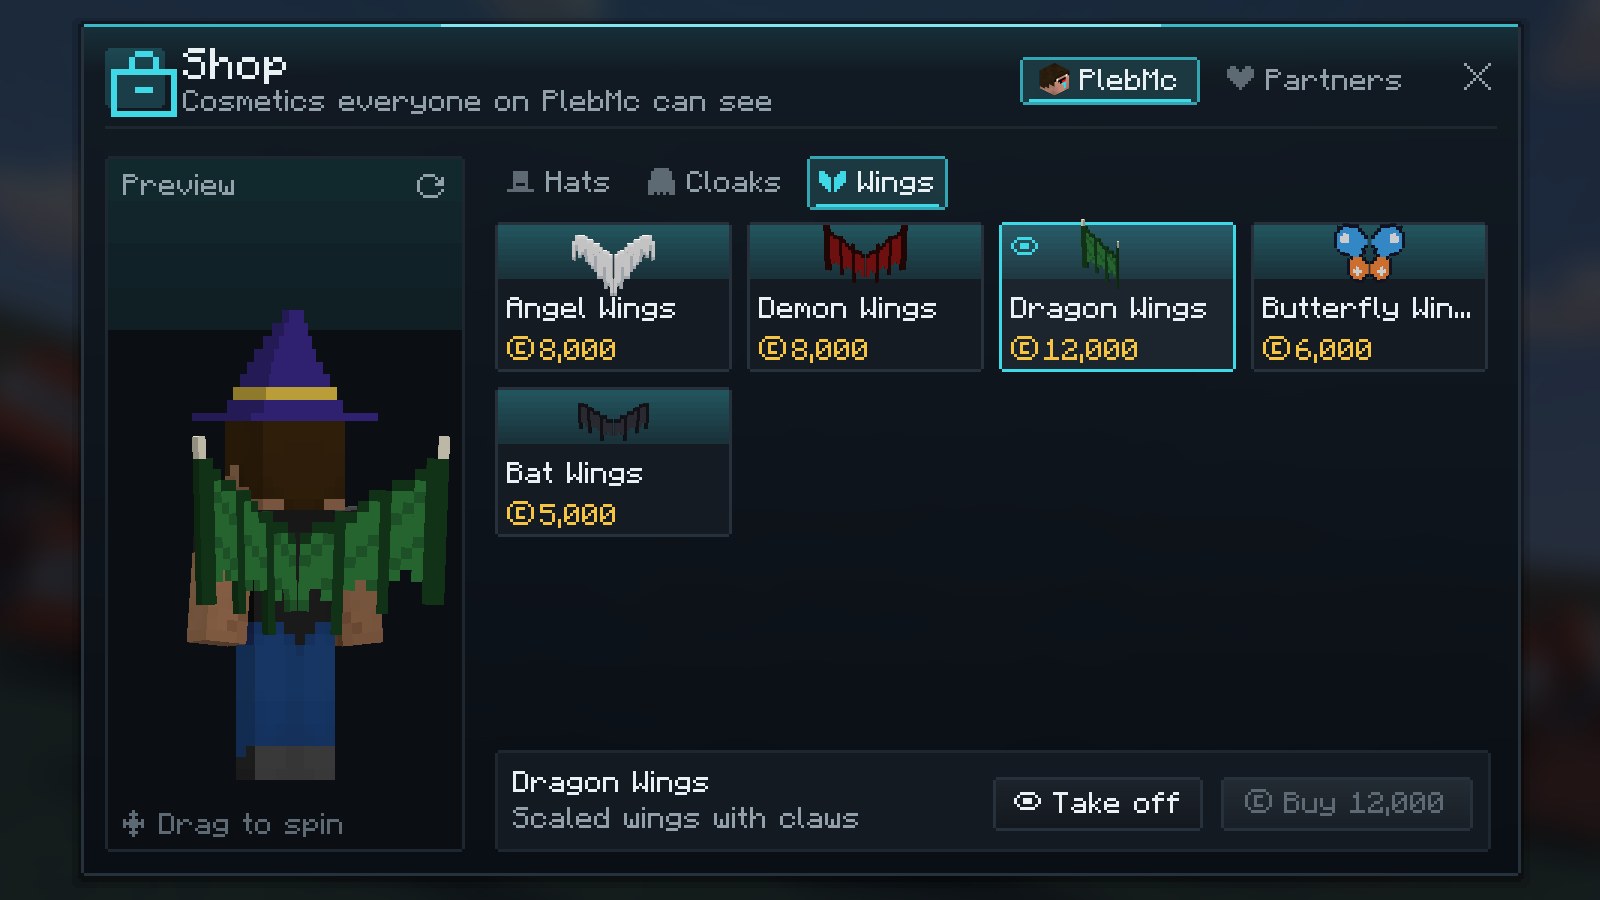 Shop
Cosmetics everyone on PlebMc can see
PlebMc
Partners
Preview
Hats
Cloaks
Wings
Angel Wings
8,000
Demon Wings
8,000
Dragon Wings
12,000
Butterfly Win...
6,000
Bat Wings
5,000
Drag to spin
Dragon Wings
Scaled wings with claws
Take off
Buy 12,000